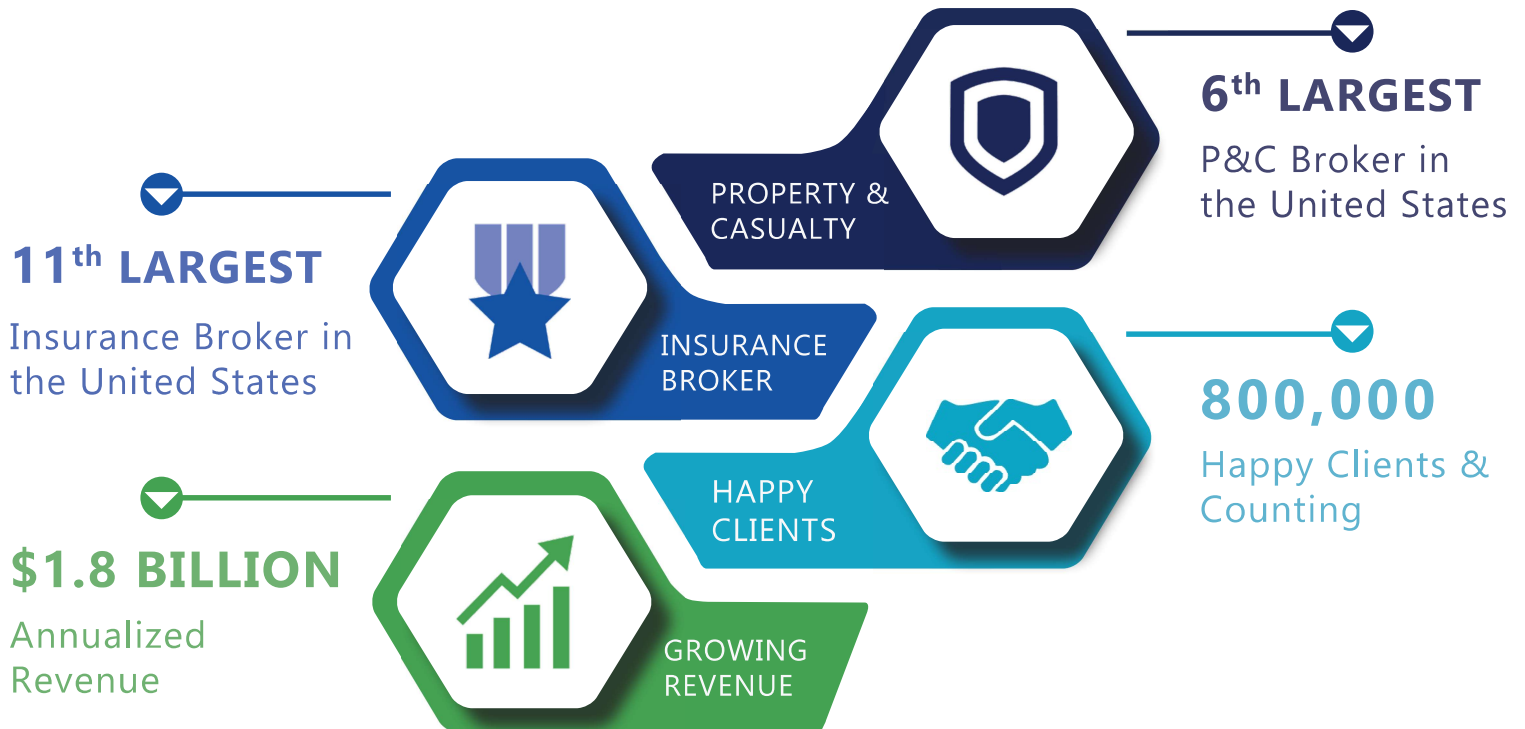 6th LARGEST
P&C Broker in
the United States
PROPERTY &
CASUALTY
11th LARGEST
Insurance Broker in
the United States
INSURANCE
BROKER
800,000
Happy Clients &
Counting
HAPPY
CLIENTS
$1.8 BILLION
Annualized
Revenue
GROWING
REVENUE